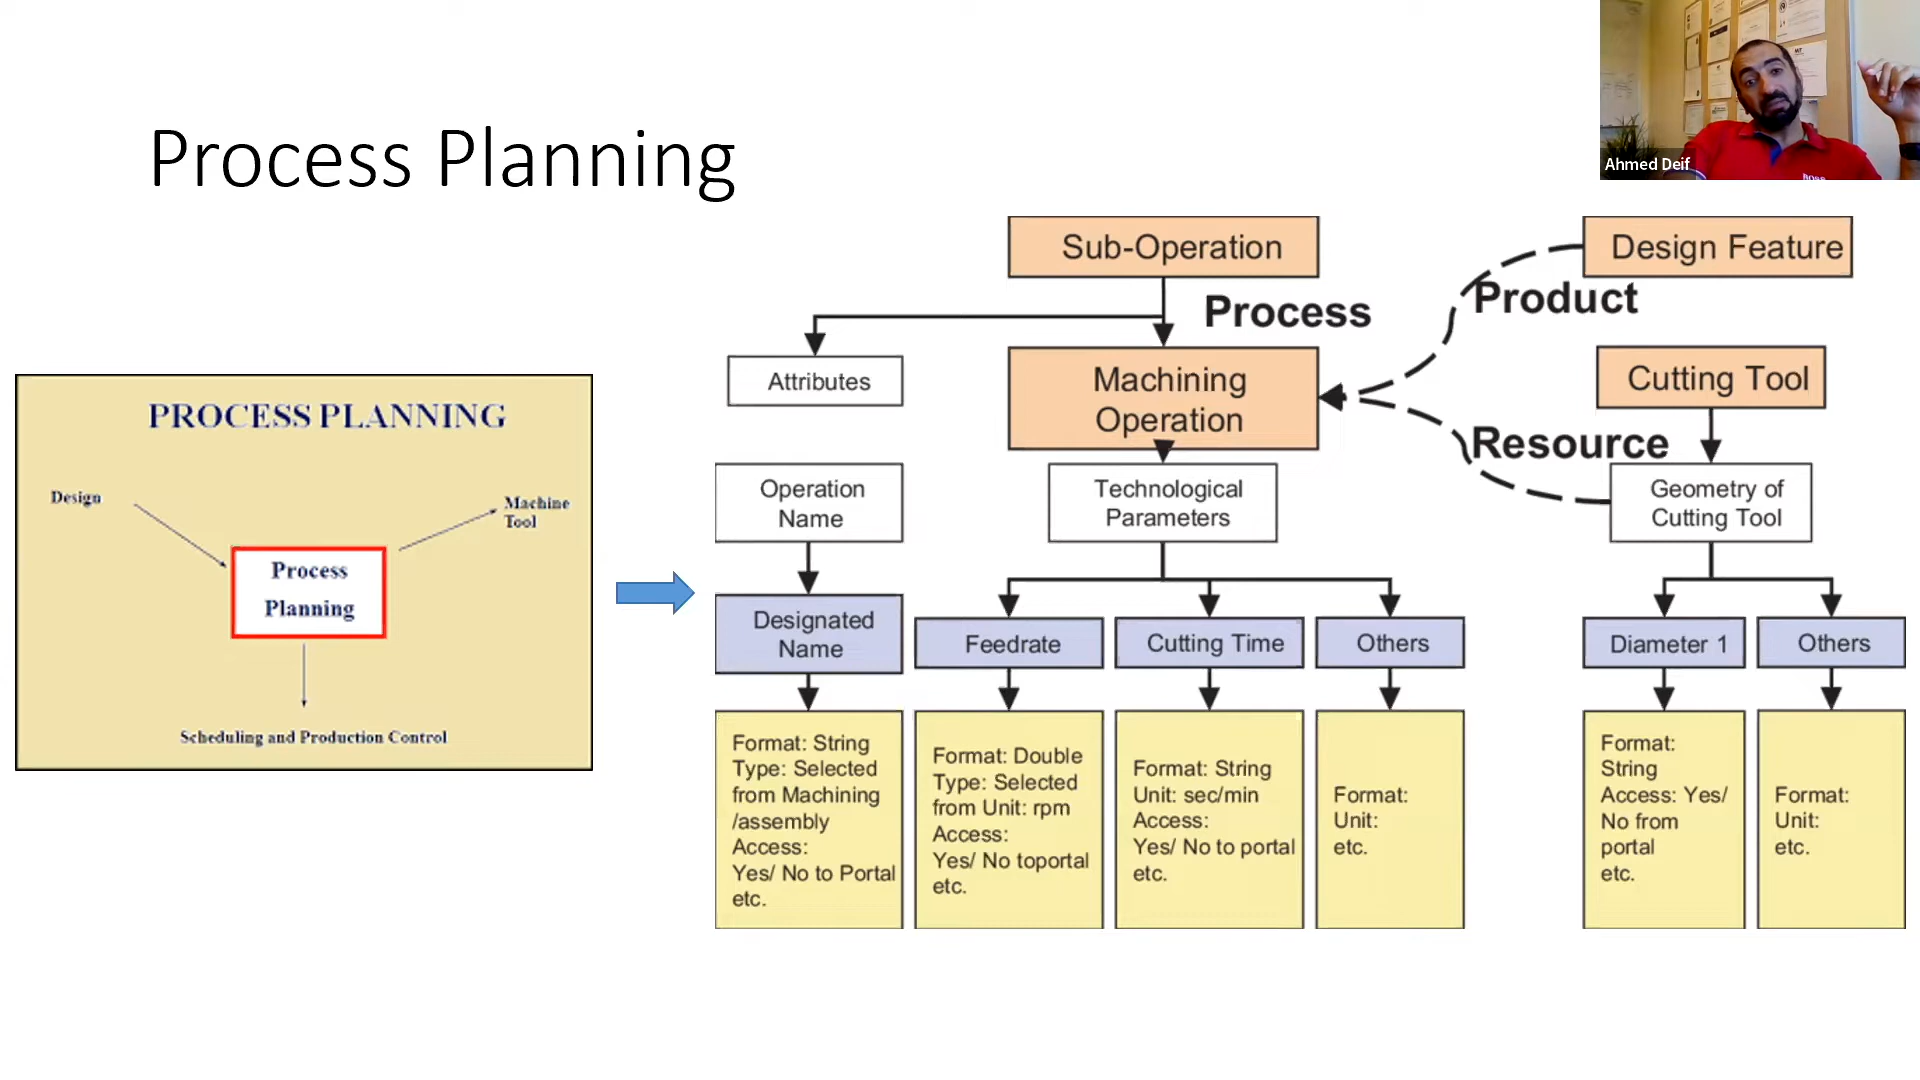 Process Planning
Ahmed Deif
PROCESS PLANNING
Design
Machine
Tool
Process
Planning
Scheduling and Production Control
Sub-Operation
Design Feature
Process
Product
Attributes
Machining
Operation
Cutting Tool
Resource
Operation
Name
Technological
Parameters
Geometry of
Cutting Tool
Designated
Name
Feedrate
Cutting Time
Others
Diameter 1
Others
Format: String
Type: Selected
from Machining
/assembly
Access:
Yes/ No to Portal
etc.
Format: Double
Type: Selected
from Unit: rpm
Access:
Yes/ No toportal
etc.
Format: String
Unit: sec/min
Access:
Yes/ No to portal
etc.
Format:
Unit:
etc.
Format:
String
Access: Yes/
No from
portal
etc.
Format:
Unit:
etc.